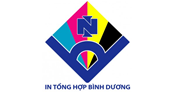 N
IN TỔNG HỢP BÌNH DƯƠNG